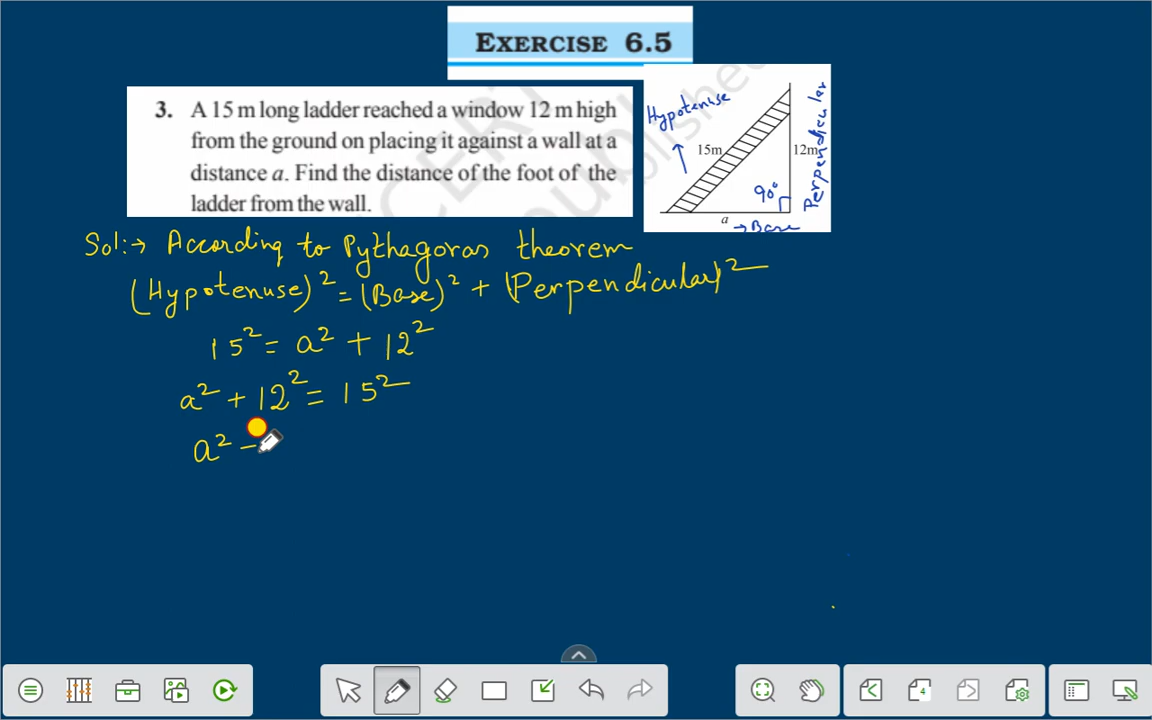 EXERCISE 6.5
3. A 15 m long ladder reached a window 12 m high
from the ground on placing it against a wall at a
distance a. Find the distance of the foot of the
ladder from the wall.
Hypotenuse
15m
12m
Perpendicular
90°
a → Base
Sol:→ According to Pythagoras theorem
(Hypotenuse)² = (Base)² + (Perpendicular)²
15² = a² + 12²
a² + 12² = 15²
a² -
4